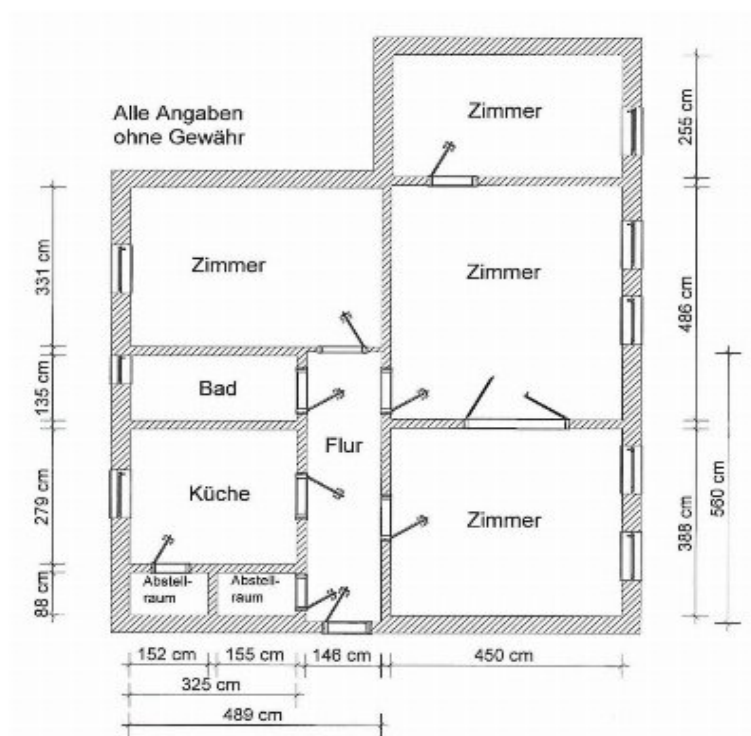 Alle Angaben
ohne Gewähr
Zimmer
255 cm
Zimmer
331 cm
Zimmer
486 cm
Bad
135 cm
Flur
560 cm
Küche
279 cm
Zimmer
388 cm
Abstell-
raum
Abstell-
raum
88 cm
152 cm
155 cm
146 cm
450 cm
325 cm
489 cm